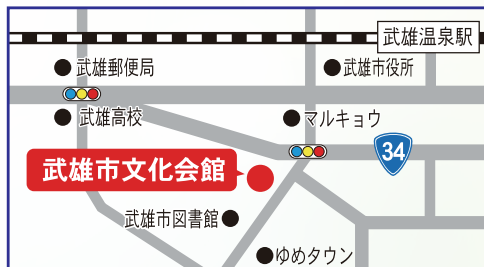 武雄温泉駅
武雄郵便局
武雄市役所
武雄高校
マルキョウ
34
武雄市文化会館
武雄市図書館
ゆめタウン